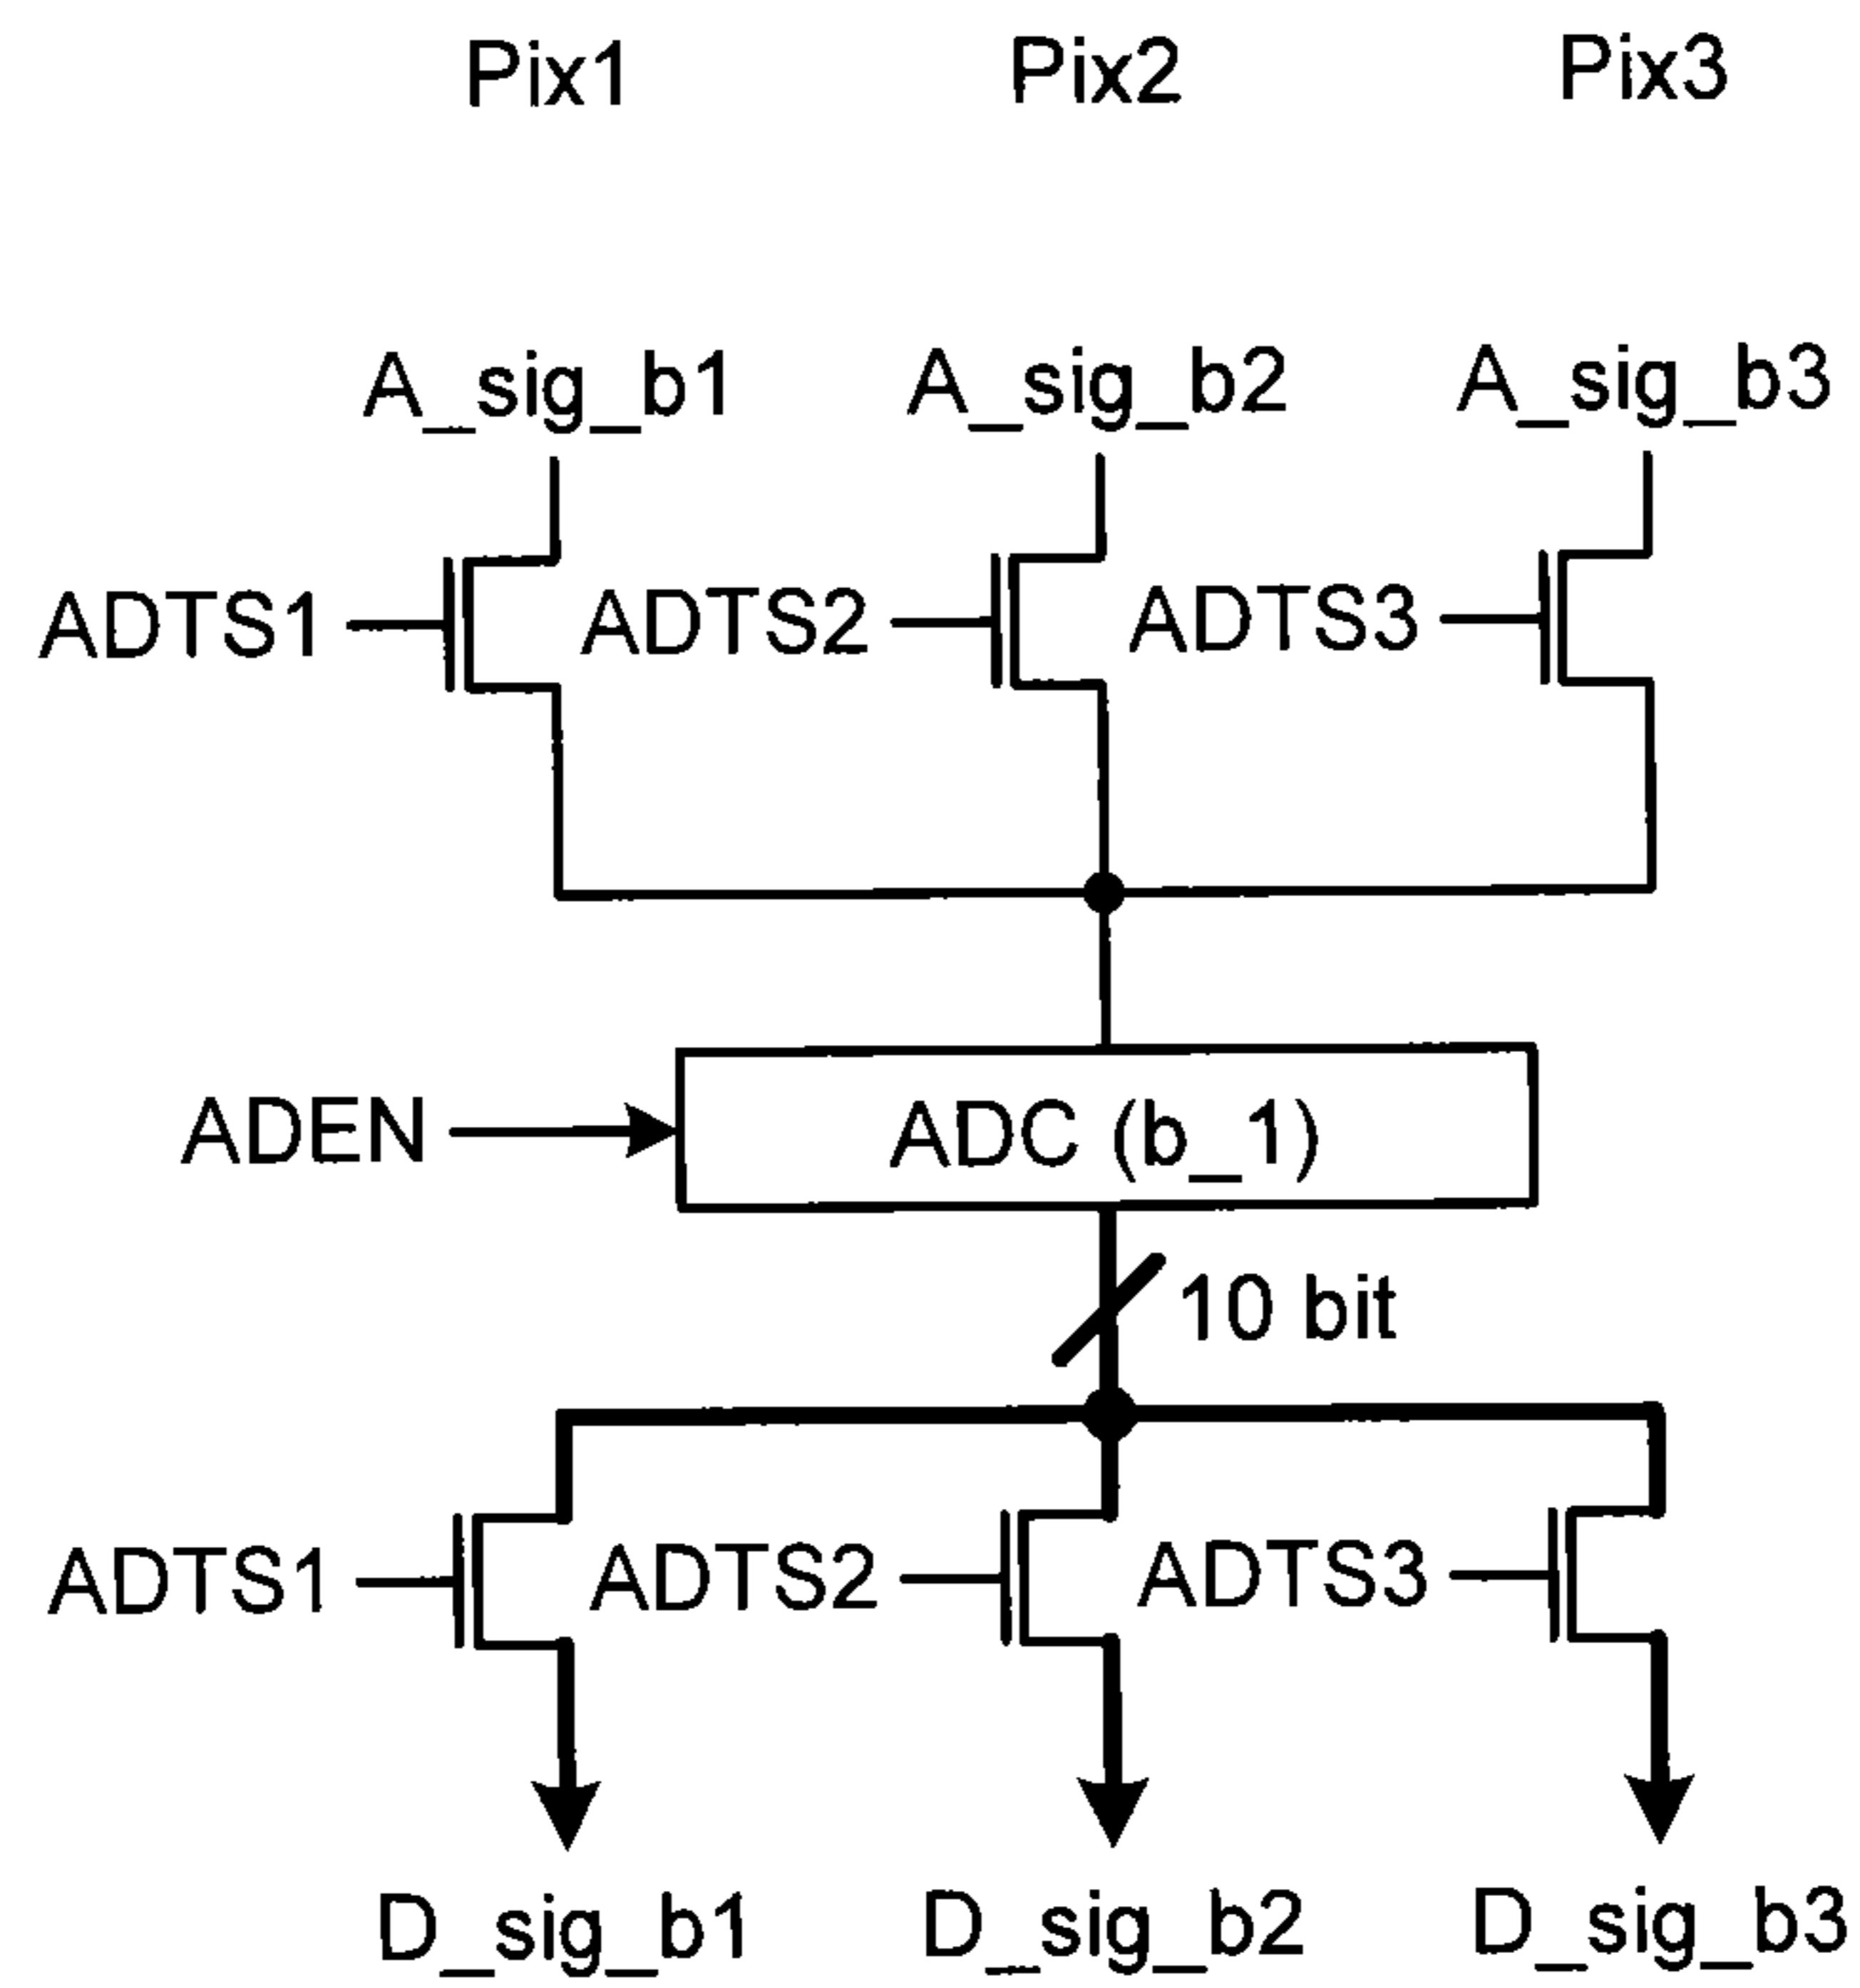 Pix1 Pix2 Pix3
A_sig_b1 A_sig_b2 A_sig_b3
ADTS1 ADTS2 ADTS3
ADEN ADC (b_1)
10 bit
ADTS1 ADTS2 ADTS3
D_sig_b1 D_sig_b2 D_sig_b3